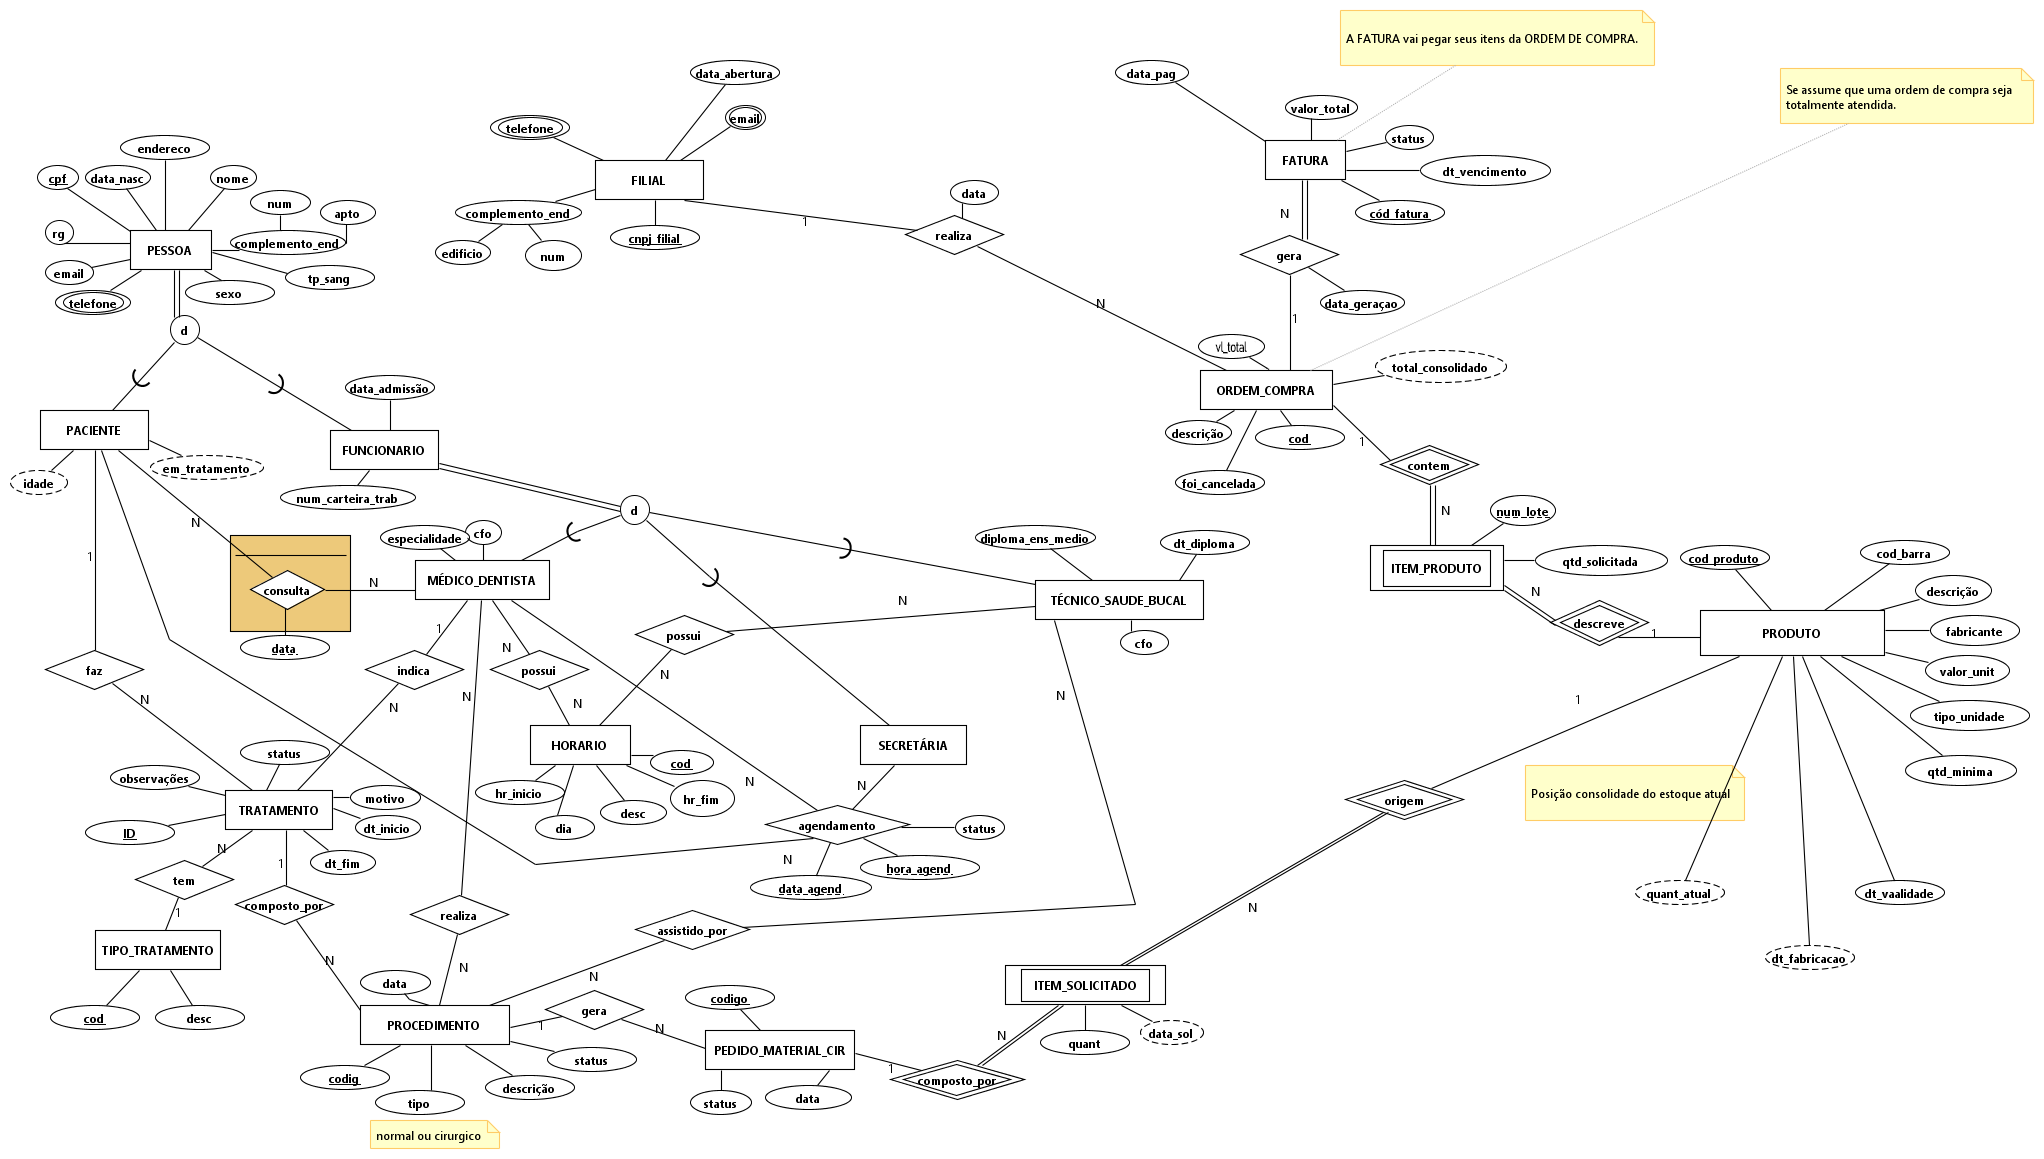 A FATURA vai pegar seus itens da ORDEM DE COMPRA.
Se assume que uma ordem de compra seja
totalmente atendida.
data_abertura
email
telefone
FILIAL
complemento_end
edificio
num
cnpj_filial
1
realiza
data
N
data_pag
valor_total
status
dt_vencimento
cód_fatura
FATURA
N
gera
data_geraçao
1
endereco
cpf
data_nasc
nome
num
apto
complemento_end
rg
PESSOA
email
telefone
sexo
tp_sang
d
vl_total
total_consolidado
ORDEM_COMPRA
descrição
cod
foi_cancelada
1
contem
N
data_admissão
PACIENTE
em_tratamento
idade
FUNCIONARIO
num_carteira_trab
d
N
especialidade
cfo
MÉDICO_DENTISTA
consulta
N
data
1
diploma_ens_medio
dt_diploma
TÉCNICO_SAUDE_BUCAL
cfo
num_lote
ITEM_PRODUTO
qtd_solicitada
N
descreve
1
cod_produto
cod_barra
descrição
PRODUTO
fabricante
valor_unit
tipo_unidade
qtd_minima
quant_atual
dt_vaalidade
dt_fabricacao
Posição consolidade do estoque atual
1
origem
N
possui
N
N
1
indica
N
N
possui
N
N
faz
N
HORARIO
cod
hr_inicio
hr_fim
dia
desc
SECRETÁRIA
N
N
agendamento
status
N
data_agend
hora_agend
N
status
observações
motivo
TRATAMENTO
ID
dt_inicio
dt_fim
N
tem
1
1
composto_por
N
TIPO_TRATAMENTO
cod
desc
realiza
N
assistido_por
N
data
PROCEDIMENTO
1
gera
N
codig
tipo
descrição
status
normal ou cirurgico
codigo
PEDIDO_MATERIAL_CIR
status
data
1
composto_por
N
ITEM_SOLICITADO
quant
data_sol